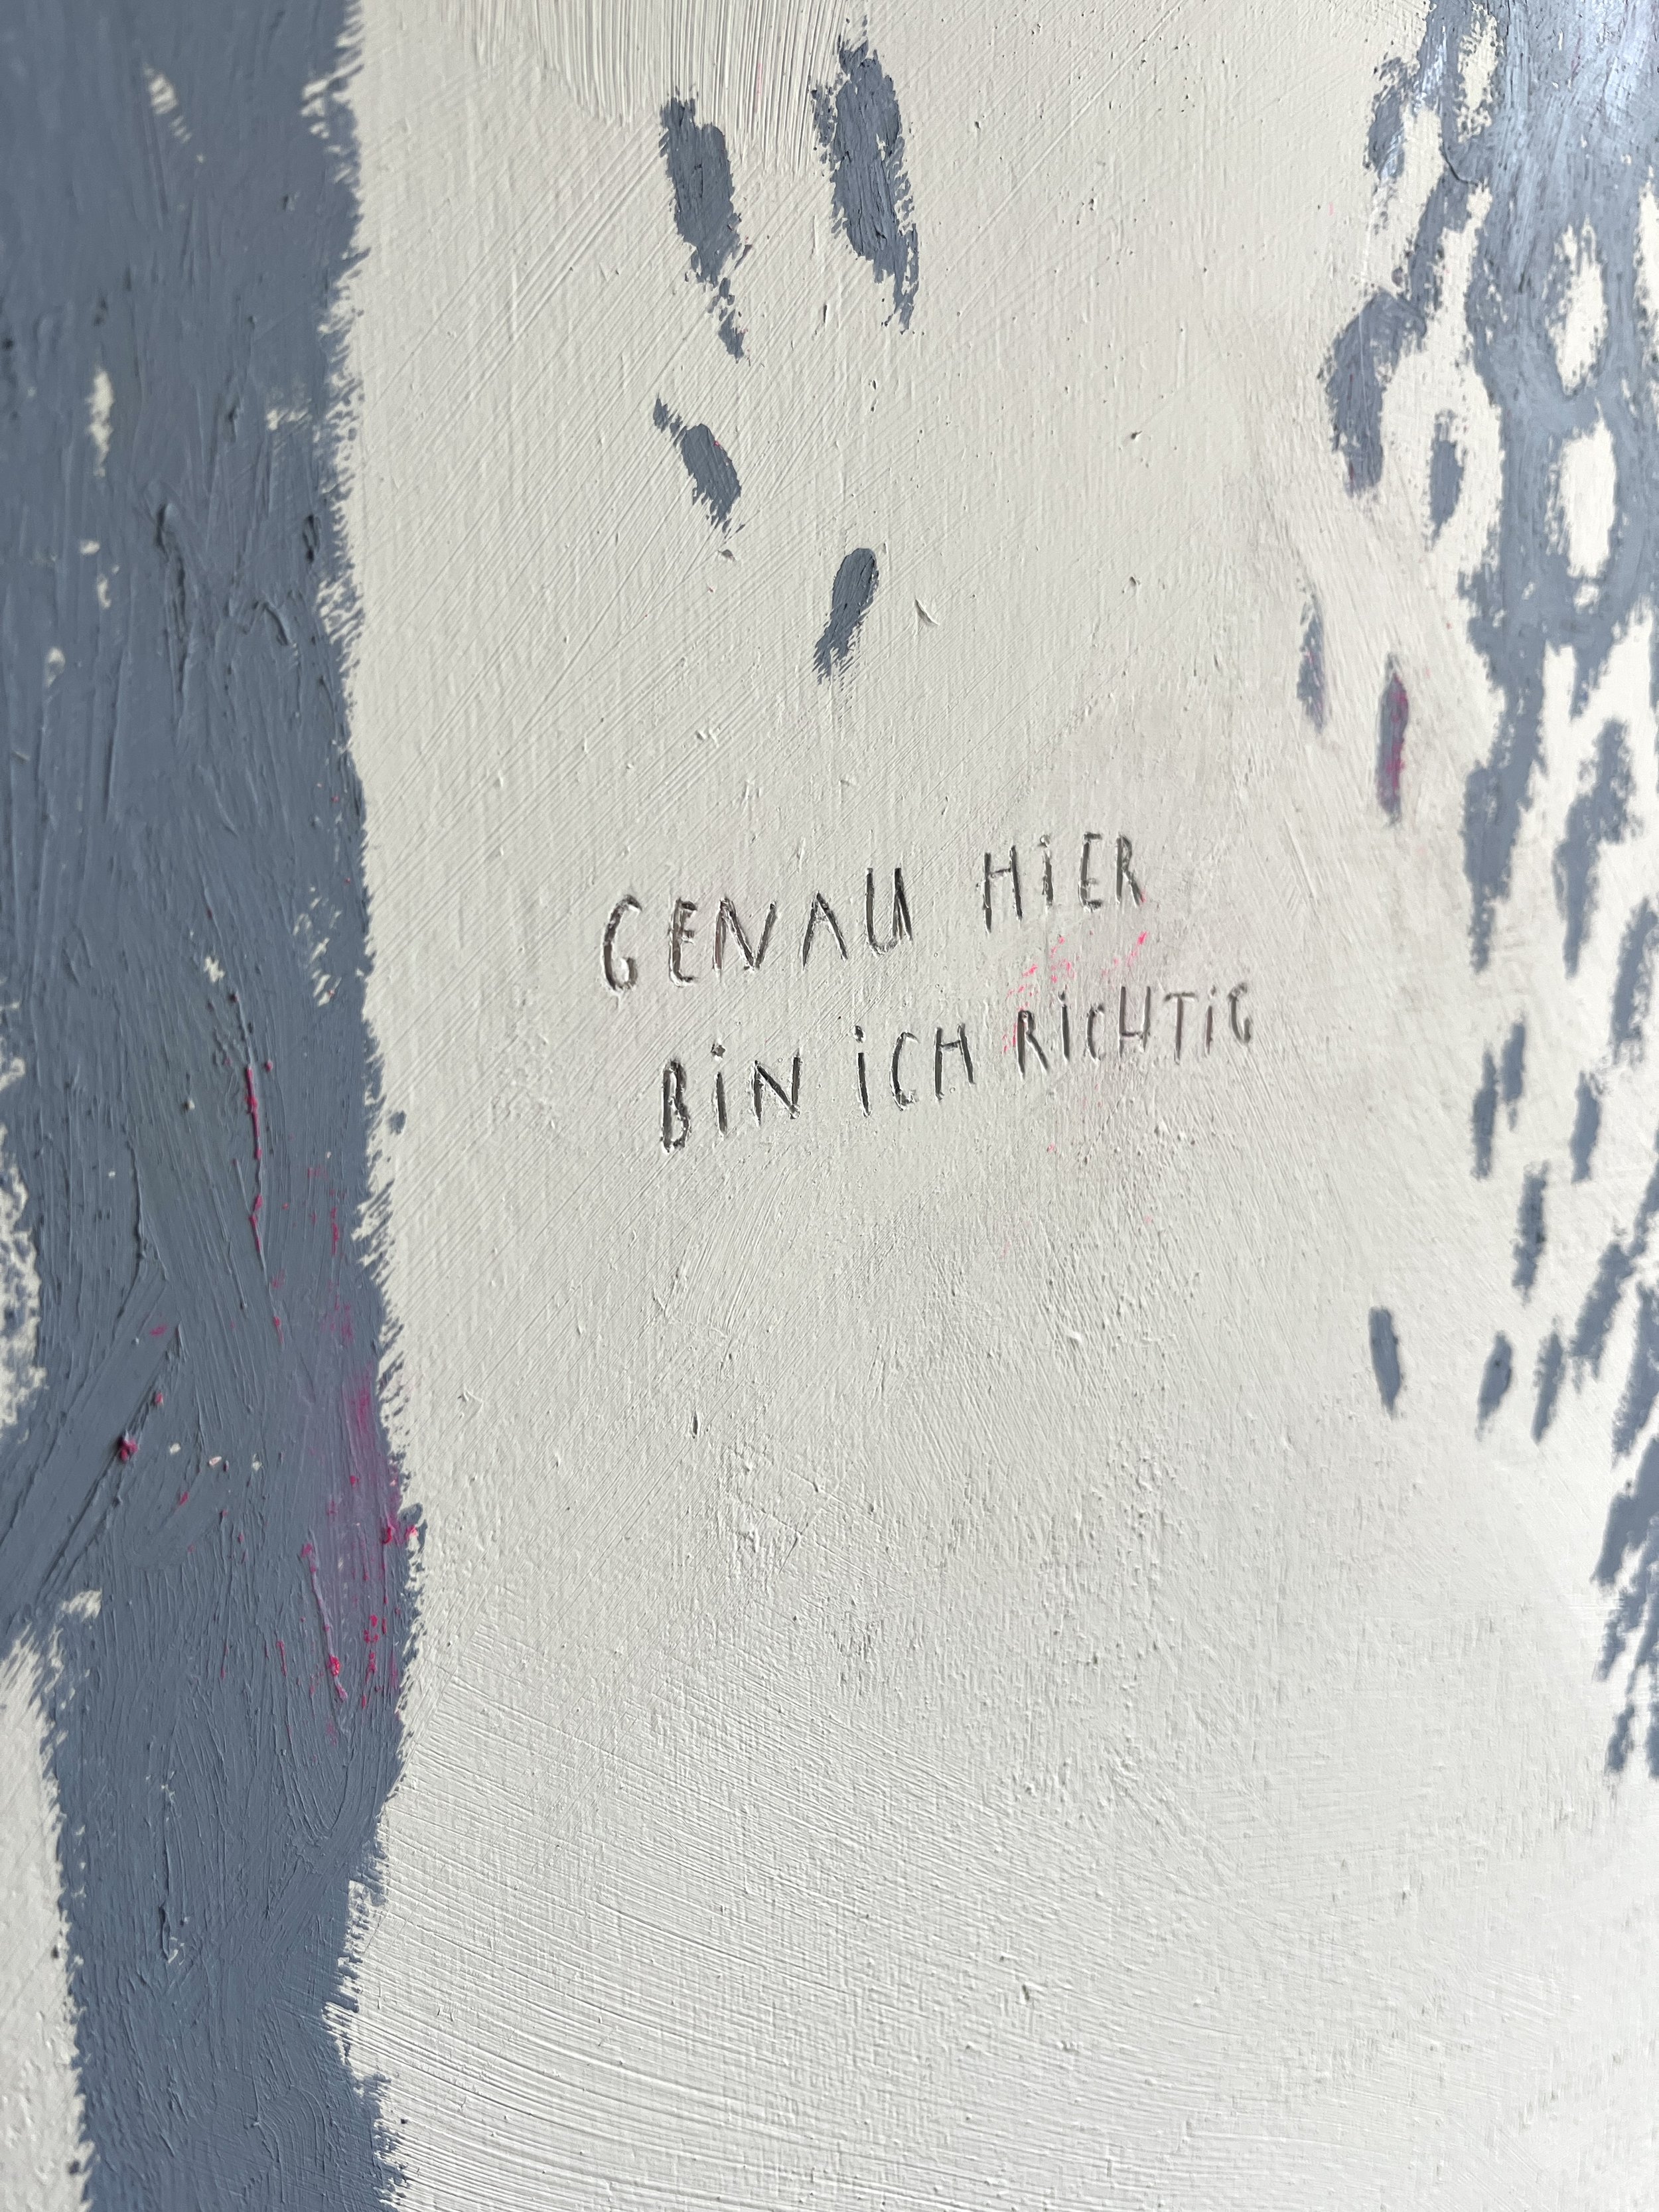 GENAU HiER
BiN iCH RiCHTiG